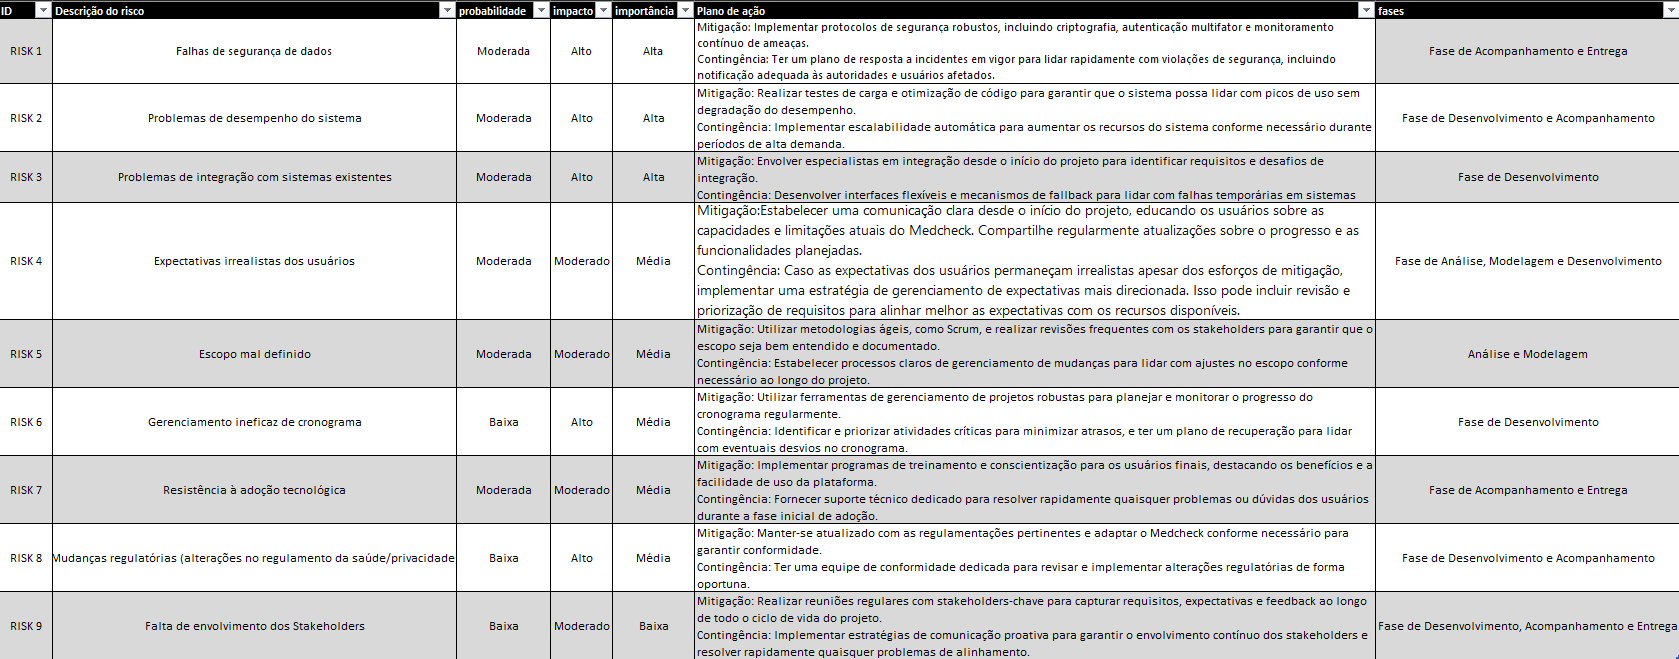 ID Descrição do risco probabilidade impacto importância Plano de ação fases
RISK 1 Falhas de segurança de dados Moderada Alto Alta
Mitigação: Implementar protocolos de segurança robustos, incluindo criptografia, autenticação multifator e monitoramento
contínuo de ameaças.
Contingência: Ter um plano de resposta a incidentes em vigor para lidar rapidamente com violações de segurança, incluindo
notificação adequada às autoridades e usuários afetados.
Fase de Acompanhamento e Entrega
RISK 2 Problemas de desempenho do sistema Moderada Alto Alta
Mitigação: Realizar testes de carga e otimização de código para garantir que o sistema possa lidar com picos de uso sem
degradação do desempenho.
Contingência: Implementar escalabilidade automática para aumentar os recursos do sistema conforme necessário durante
períodos de alta demanda.
Fase de Desenvolvimento e Acompanhamento
RISK 3 Problemas de integração com sistemas existentes Moderada Alto Alta
Mitigação: Envolver especialistas em integração desde o início do projeto para identificar requisitos e desafios de
integração.
Contingência: Desenvolver interfaces flexíveis e mecanismos de fallback para lidar com falhas temporárias em sistemas
Fase de Desenvolvimento
RISK 4 Expectativas irrealistas dos usuários Moderada Moderado Média
Mitigação:Estabelecer uma comunicação clara desde o início do projeto, educando os usuários sobre as
capacidades e limitações atuais do Medcheck. Compartilhe regularmente atualizações sobre o progresso e as
funcionalidades planejadas.
Contingência: Caso as expectativas dos usuários permaneçam irrealistas apesar dos esforços de mitigação,
implementar uma estratégia de gerenciamento de expectativas mais direcionada. Isso pode incluir revisão e
priorização de requisitos para alinhar melhor as expectativas com os recursos disponíveis.
Fase de Análise, Modelagem e Desenvolvimento
RISK 5 Escopo mal definido Moderada Moderado Média
Mitigação: Utilizar metodologias ágeis, como Scrum, e realizar revisões frequentes com os stakeholders para garantir que o
escopo seja bem entendido e documentado.
Contingência: Estabelecer processos claros de gerenciamento de mudanças para lidar com ajustes no escopo conforme
necessário ao longo do projeto.
Análise e Modelagem
RISK 6 Gerenciamento ineficaz de cronograma Baixa Alto Média
Mitigação: Utilizar ferramentas de gerenciamento de projetos robustas para planejar e monitorar o progresso do
cronograma regularmente.
Contingência: Identificar e priorizar atividades críticas para minimizar atrasos, e ter um plano de recuperação para lidar
com eventuais desvios no cronograma.
Fase de Desenvolvimento
RISK 7 Resistência à adoção tecnológica Moderada Moderado Média
Mitigação: Implementar programas de treinamento e conscientização para os usuários finais, destacando os benefícios e a
facilidade de uso da plataforma.
Contingência: Fornecer suporte técnico dedicado para resolver rapidamente quaisquer problemas ou dúvidas dos usuários
durante a fase inicial de adoção.
Fase de Acompanhamento e Entrega
RISK 8 Mudanças regulatórias (alterações no regulamento da saúde/privacidade Baixa Alto Média
Mitigação: Manter-se atualizado com as regulamentações pertinentes e adaptar o Medcheck conforme necessário para
garantir conformidade.
Contingência: Ter uma equipe de conformidade dedicada para revisar e implementar alterações regulatórias de forma
oportuna.
Fase de Desenvolvimento e Acompanhamento
RISK 9 Falta de envolvimento dos Stakeholders Baixa Moderado Baixa
Mitigação: Realizar reuniões regulares com stakeholders-chave para capturar requisitos, expectativas e feedback ao longo
de todo o ciclo de vida do projeto.
Contingência: Implementar estratégias de comunicação proativa para garantir o envolvimento contínuo dos stakeholders e
resolver rapidamente quaisquer problemas de alinhamento.
Fase de Desenvolvimento, Acompanhamento e Entrega